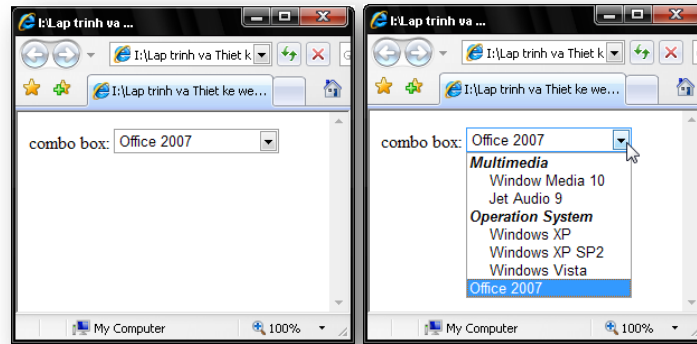 I:\Lap trinh va ...
I:\Lap trinh va Thiet k
I:\Lap trinh va Thiet ke we...
combo box: Office 2007
My Computer
100%
I:\Lap trinh va ...
I:\Lap trinh va Thiet k
I:\Lap trinh va Thiet ke we...
combo box: Office 2007
Multimedia
Window Media 10
Jet Audio 9
Operation System
Windows XP
Windows XP SP2
Windows Vista
Office 2007
My Computer
100%